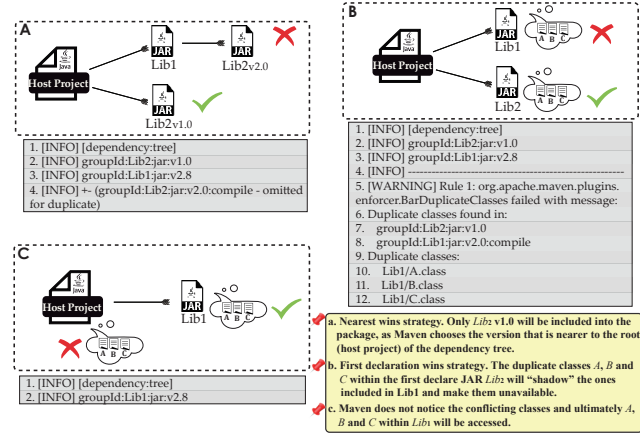 A
Java
Host Project
JAR
Lib1
JAR
Lib2v2.0
JAR
Lib2v1.0
1. [INFO] [dependency:tree]
2. [INFO] groupId:Lib2:jar:v1.0
3. [INFO] groupId:Lib1:jar:v2.8
4. [INFO] +- (groupId:Lib2:jar:v2.0:compile - omitted
for duplicate)
B
Java
Host Project
JAR
Lib1
A B C
JAR
Lib2
A B C
1. [INFO] [dependency:tree]
2. [INFO] groupId:Lib2:jar:v1.0
3. [INFO] groupId:Lib1:jar:v2.8
4. [INFO] ------------------------------------------------------
5. [WARNING] Rule 1: org.apache.maven.plugins.
enforcer.BarDuplicateClasses failed with message:
6. Duplicate classes found in:
7. groupId:Lib2:jar:v1.0
8. groupId:Lib1:jar:v2.0:compile
9. Duplicate classes:
10. Lib1/A.class
11. Lib1/B.class
12. Lib1/C.class
C
Java
Host Project
A B C
JAR
Lib1
A B C
1. [INFO] [dependency:tree]
2. [INFO] groupId:Lib1:jar:v2.8
a. Nearest wins strategy. Only Lib2 v1.0 will be included into the
package, as Maven chooses the version that is nearer to the root
(host project) of the dependency tree.
b. First declaration wins strategy. The duplicate classes A, B and
C within the first declare JAR Lib2 will "shadow" the ones
included in Lib1 and make them unavailable.
c. Maven does not notice the conflicting classes and ultimately A,
B and C within Lib1 will be accessed.